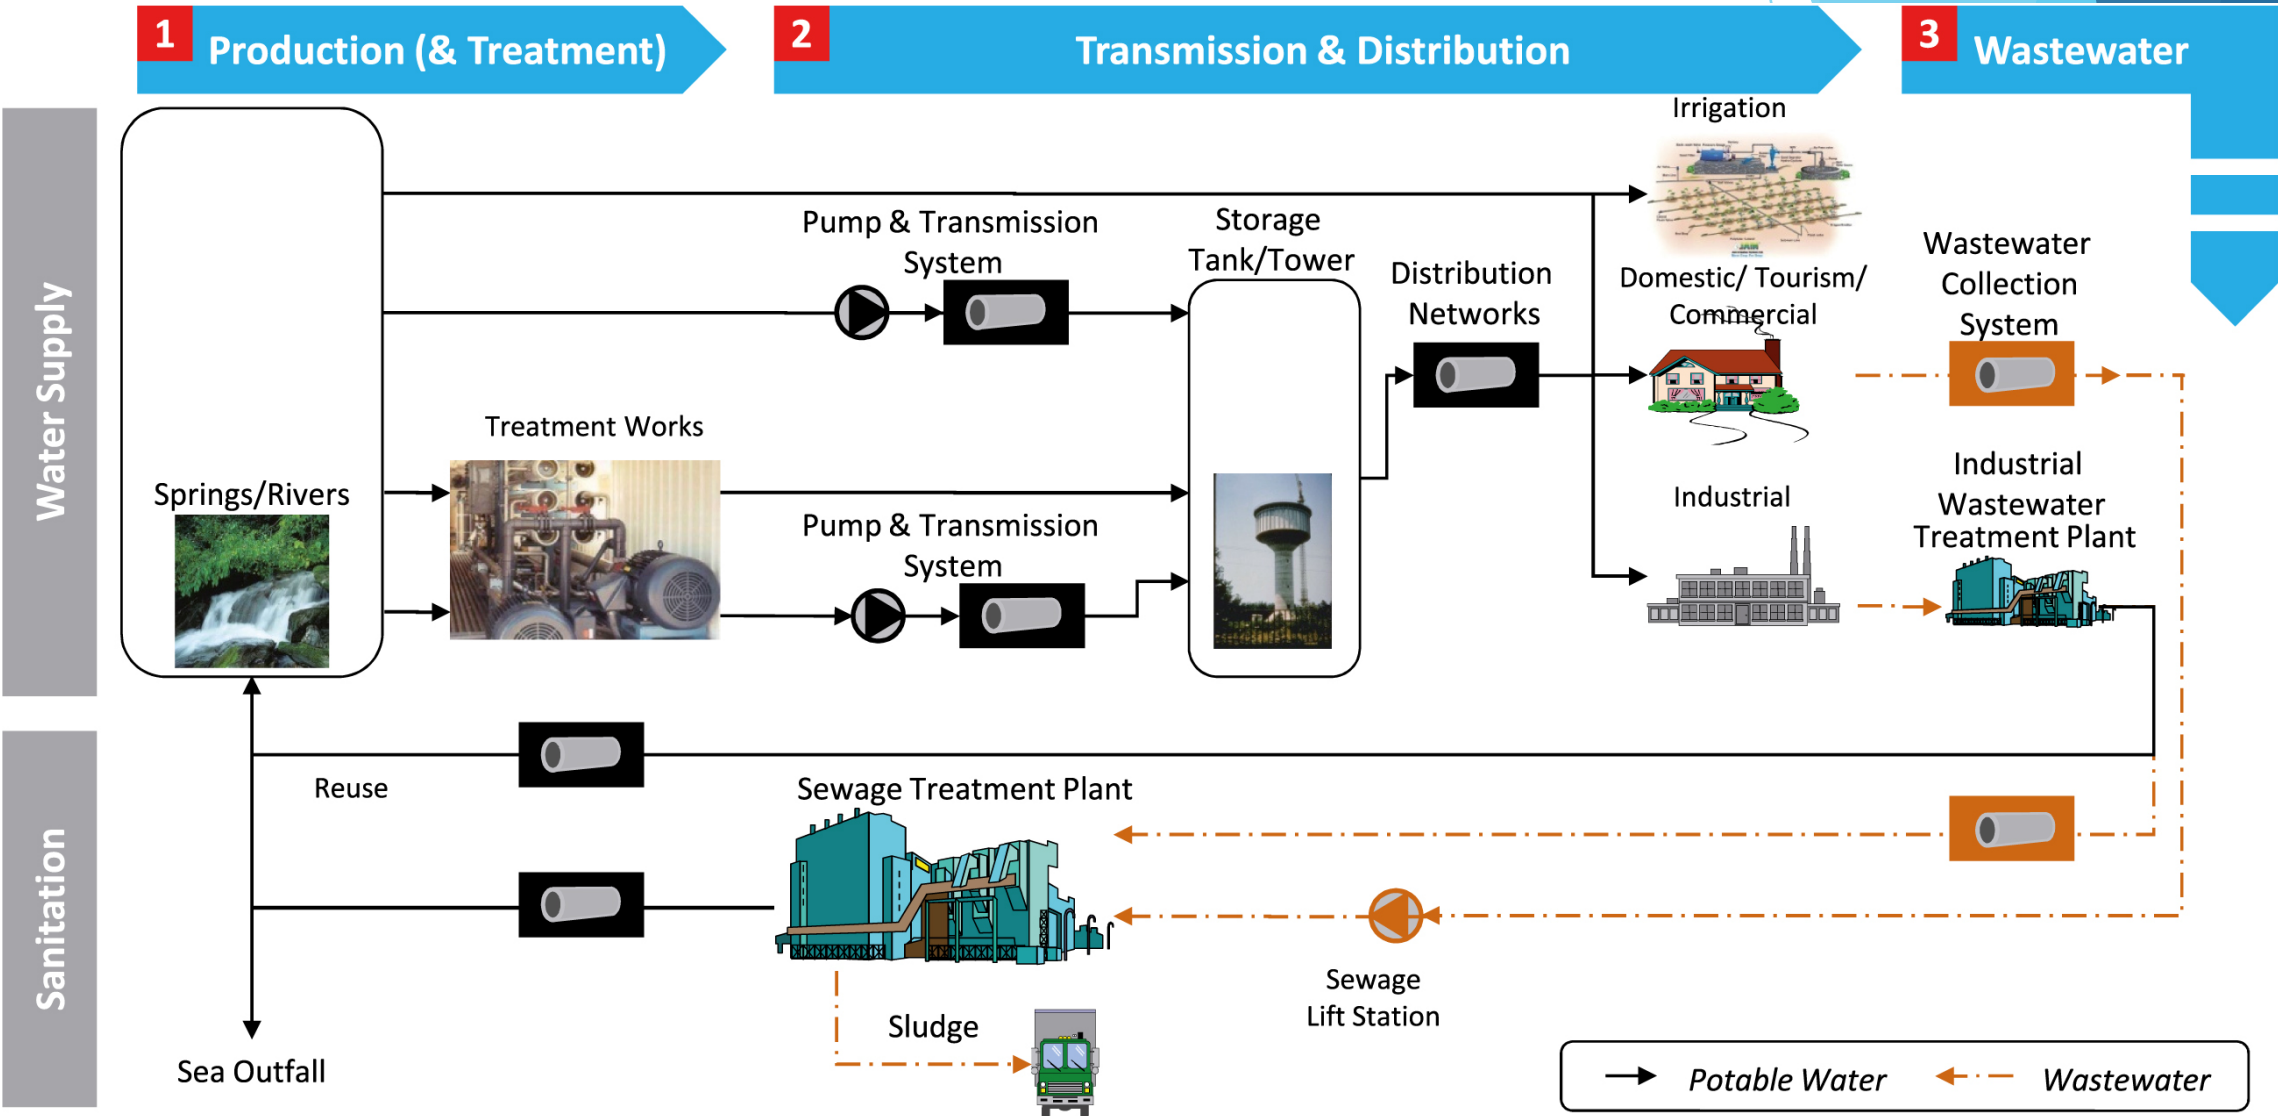 1
Production (& Treatment)
2
Transmission & Distribution
3
Wastewater
Water Supply
Springs/Rivers
Treatment Works
Pump & Transmission
System
Pump & Transmission
System
Storage
Tank/Tower
Distribution
Networks
Irrigation
JAIN
Domestic/ Tourism/
Commercial
Industrial
Wastewater
Collection
System
Industrial
Wastewater
Treatment Plant
Sanitation
Reuse
Sewage Treatment Plant
Sewage
Lift Station
Sludge
Sea Outfall
Potable Water
Wastewater